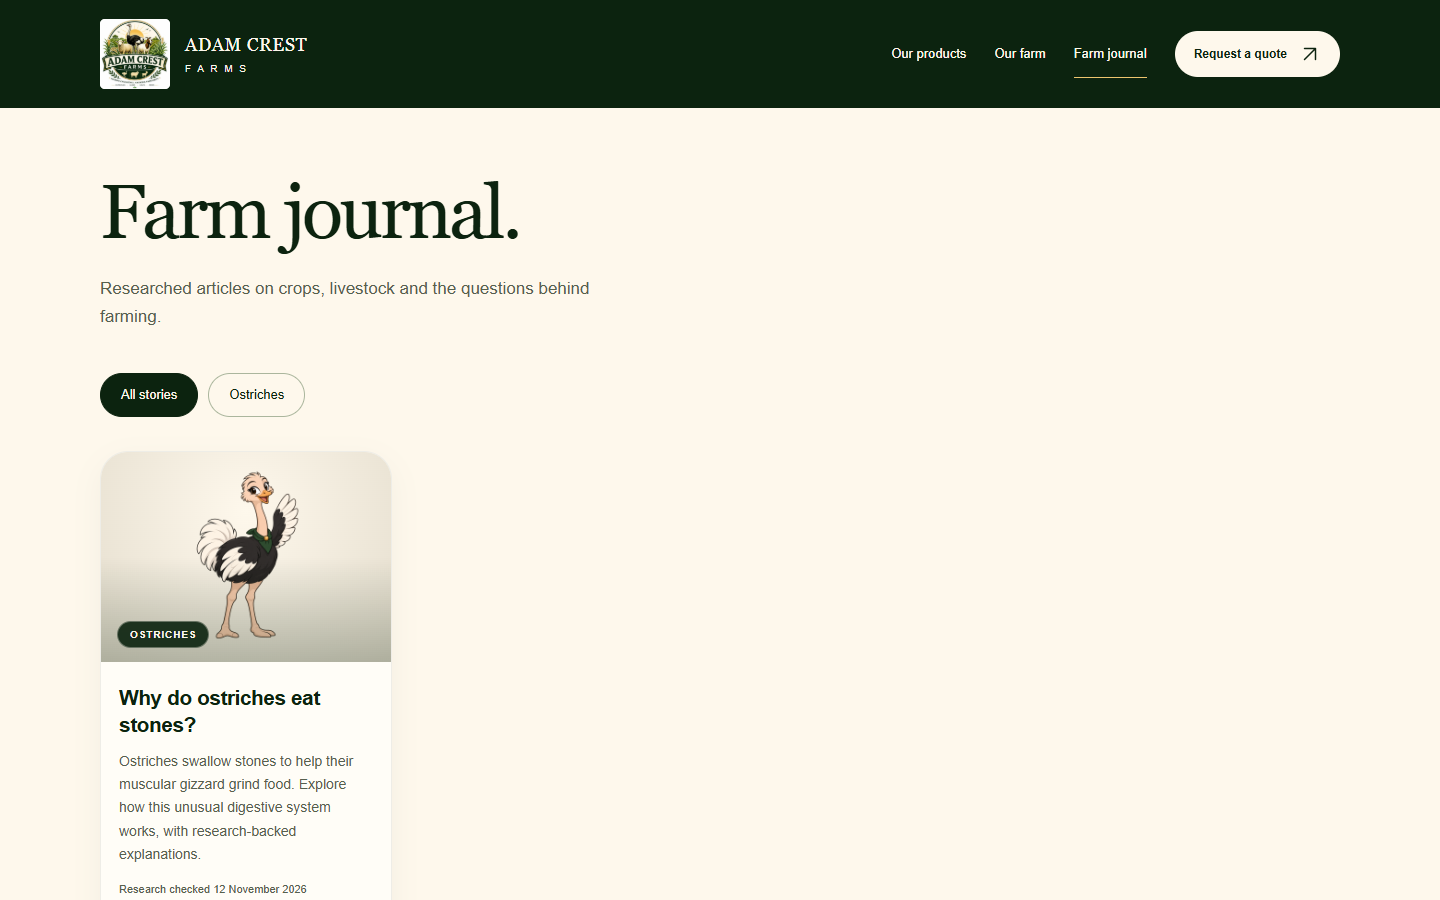 ADAM CREST
FARMS
ADAM CREST
FARMS
Our products
Our farm
Farm journal
Request a quote
Farm journal.
Researched articles on crops, livestock and the questions behind
farming.
All stories
Ostriches
OSTRICHES
Why do ostriches eat
stones?
Ostriches swallow stones to help their
muscular gizzard grind food. Explore
how this unusual digestive system
works, with research-backed
explanations.
Research checked 12 November 2026